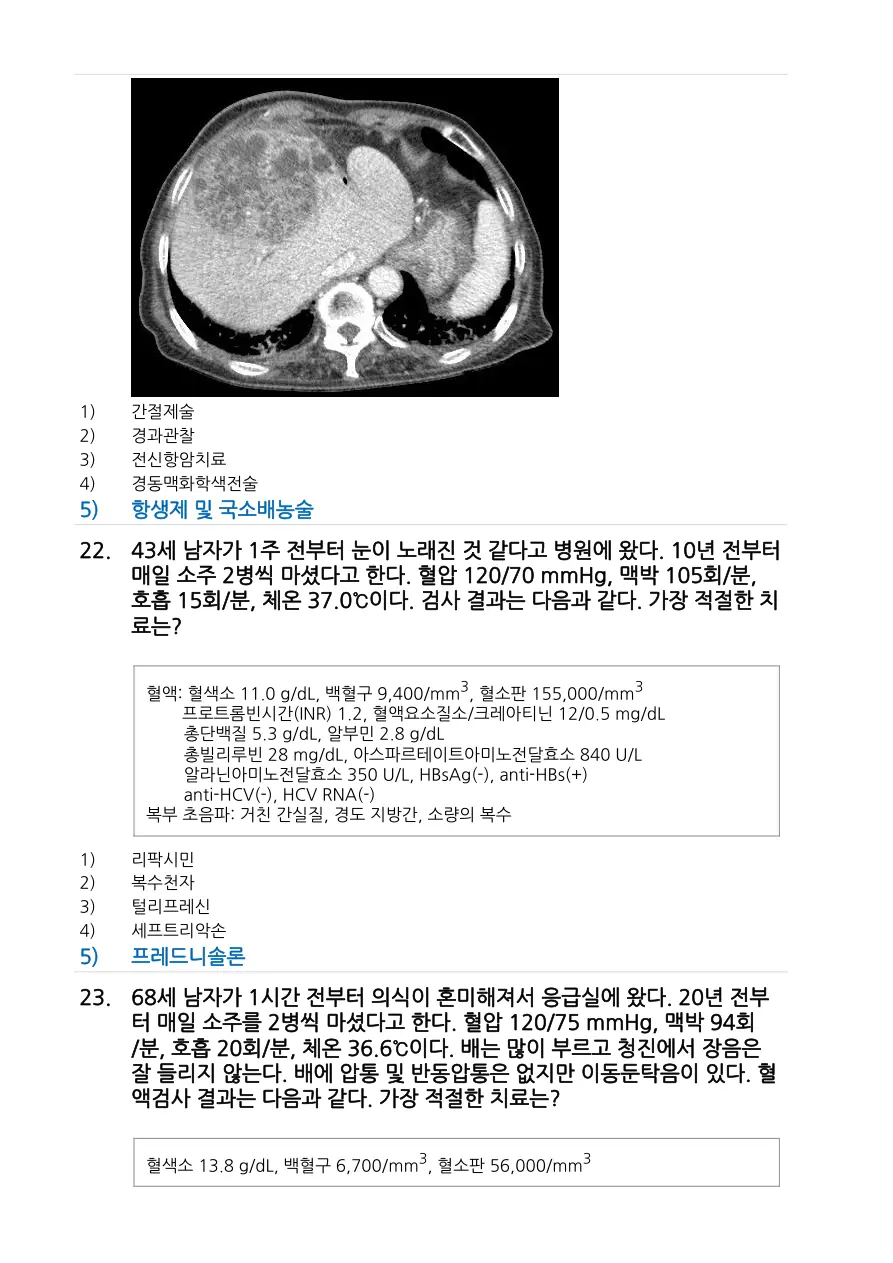 1) 간절제술
2) 경과관찰
3) 전신항암치료
4) 경동맥화학색전술
5) 항생제 및 국소배농술
22. 43세 남자가 1주 전부터 눈이 노래진 것 같다고 병원에 왔다. 10년 전부터
매일 소주 2병씩 마셨다고 한다. 혈압 120/70 mmHg, 맥박 105회/분,
호흡 15회/분, 체온 37.0℃이다. 검사 결과는 다음과 같다. 가장 적절한 치
료는?
혈액: 혈색소 11.0 g/dL, 백혈구 9,400/mm³, 혈소판 155,000/mm³
프로트롬빈시간(INR) 1.2, 혈액요소질소/크레아티닌 12/0.5 mg/dL
총단백질 5.3 g/dL, 알부민 2.8 g/dL
총빌리루빈 28 mg/dL, 아스파르테이트아미노전달효소 840 U/L
알라닌아미노전달효소 350 U/L, HBsAg(-), anti-HBs(+)
anti-HCV(-), HCV RNA(-)
복부 초음파: 거친 간실질, 경도 지방간, 소량의 복수
1) 리팍시민
2) 복수천자
3) 털리프레신
4) 세프트리악손
5) 프레드니솔론
23. 68세 남자가 1시간 전부터 의식이 혼미해져서 응급실에 왔다. 20년 전부
터 매일 소주를 2병씩 마셨다고 한다. 혈압 120/75 mmHg, 맥박 94회
/분, 호흡 20회/분, 체온 36.6℃이다. 배는 많이 부르고 청진에서 장음은
잘 들리지 않는다. 배에 압통 및 반동압통은 없지만 이동둔탁음이 있다. 혈
액검사 결과는 다음과 같다. 가장 적절한 치료는?
혈색소 13.8 g/dL, 백혈구 6,700/mm³, 혈소판 56,000/mm³